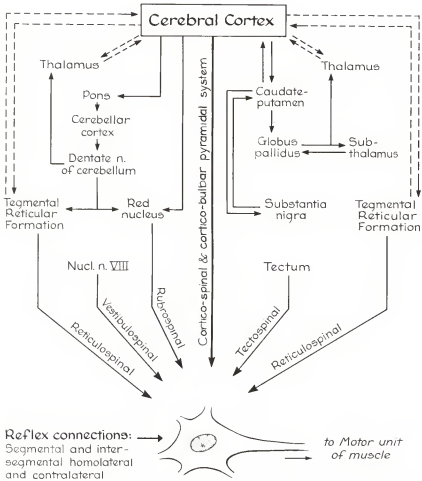 Cerebral Cortex
Thalamus
Thalamus
Pons
Caudate-
putamen
Cerebellar
cortex
Globus
pallidus
Sub-
thalamus
Dentate n.
of cerebellum
Tegmental
Reticular
Formation
Red
nucleus
Substantia
nigra
Tegmental
Reticular
Formation
Cortico-spinal & cortico-bulbar pyramidal system
Nucl. n. VIII
Tectum
Reticulospinal
Vestibulospinal
Rubrospinal
Tectospinal
Reticulospinal
Reflex connections:
Segmental and inter-
segmental homolateral
and contralateral
to Motor unit
of muscle